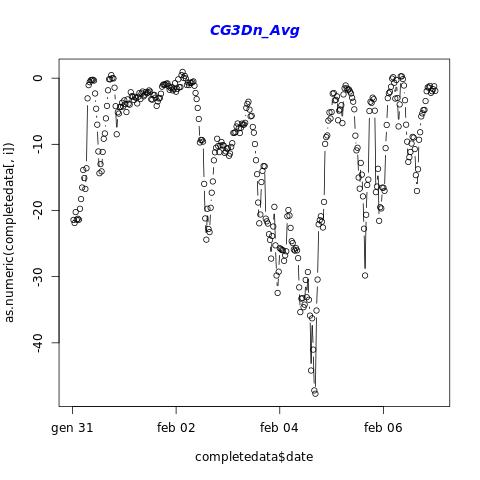 CG3Dn_Avg
as.numeric(completedata[, i])
0
-10
-20
-30
-40
gen 31
feb 02
feb 04
feb 06
completedata$date